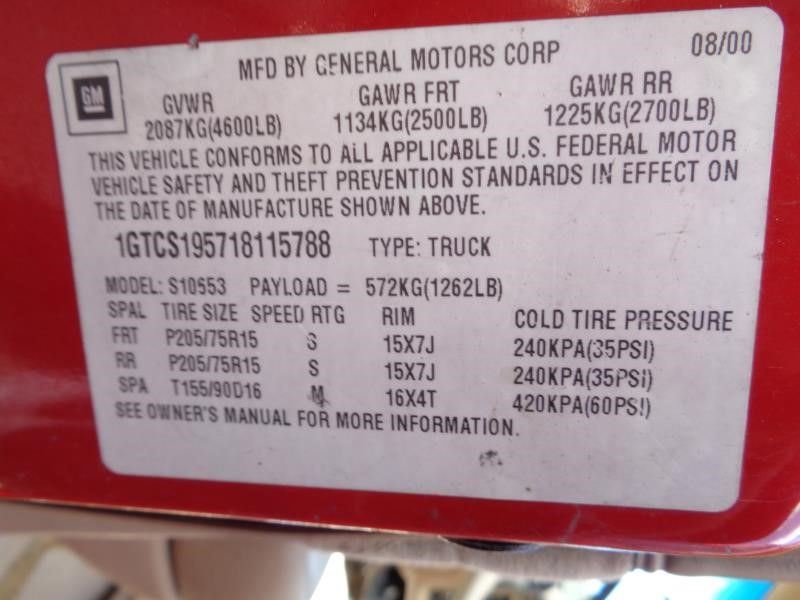 MFD BY GENERAL MOTORS CORP 08/00
GM
GVWR GAWR FRT GAWR RR
2087KG(4600LB) 1134KG(2500LB) 1225KG(2700LB)
THIS VEHICLE CONFORMS TO ALL APPLICABLE U.S. FEDERAL MOTOR
VEHICLE SAFETY AND THEFT PREVENTION STANDARDS IN EFFECT ON
THE DATE OF MANUFACTURE SHOWN ABOVE.
1GTCS195718115788 TYPE: TRUCK
MODEL: S10653 PAYLOAD = 572KG(1262LB)
SPAL TIRE SIZE SPEED RTG RIM COLD TIRE PRESSURE
FRT P205/75R15 S 15X7J 240KPA(35PSI)
RR P205/75R15 S 15X7J 240KPA(35PSI)
SPA T155/90D16 M 16X4T 420KPA(60PSI)
SEE OWNER'S MANUAL FOR MORE INFORMATION.